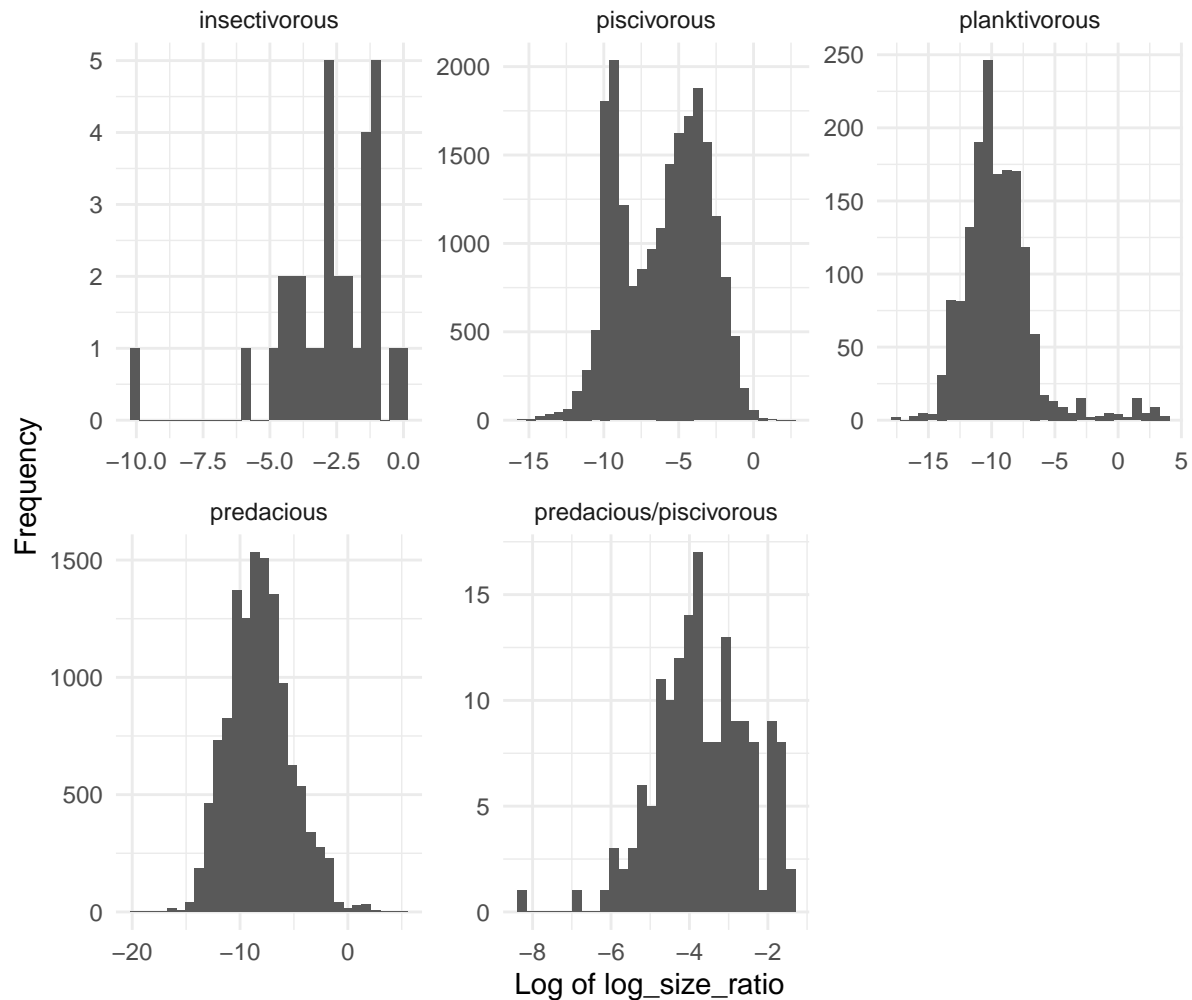 insectivorous
piscivorous
planktivorous
5
4
3
2
1
0
−10.0 −7.5 −5.0 −2.5 0.0
2000
1500
1000
500
0
−15 −10 −5 0
250
200
150
100
50
0
−15 −10 −5 0 5
Frequency
predacious
predacious/piscivorous
1500
1000
500
0
−20 −10 0
15
10
5
0
−8 −6 −4 −2
Log of log_size_ratio